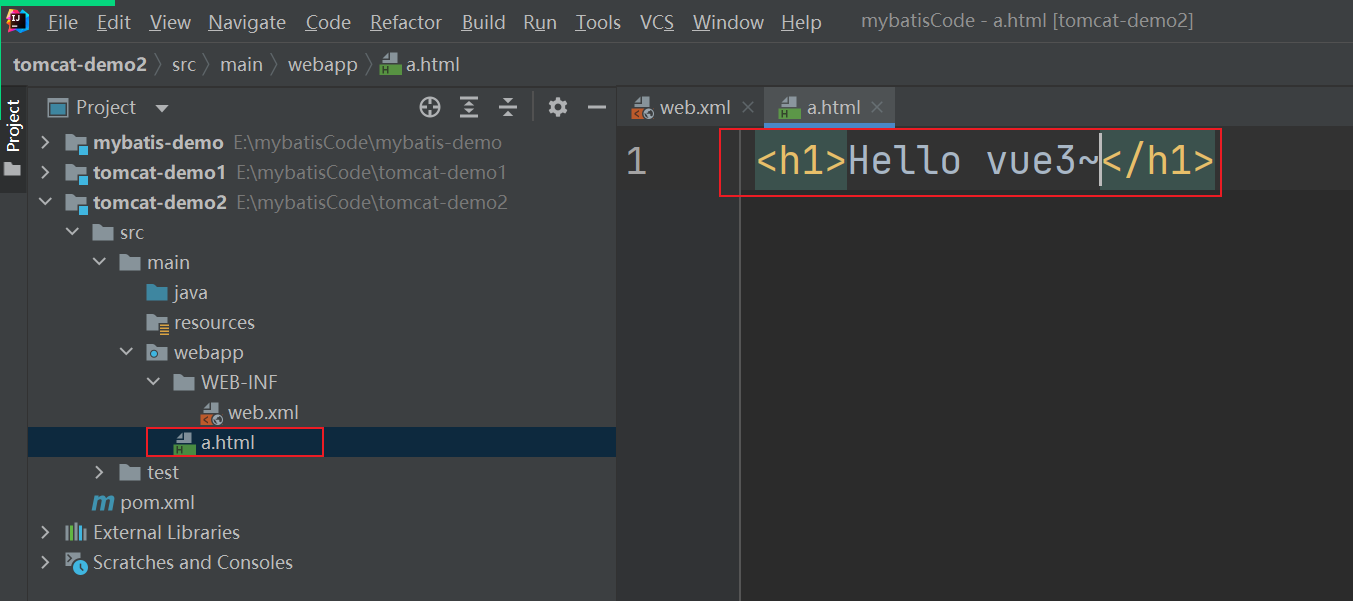 File Edit View Navigate Code Refactor Build Run Tools VCS Window Help mybatisCode - a.html [tomcat-demo2]
tomcat-demo2 src main webapp a.html
Project
Project
web.xml a.html
mybatis-demo E:\mybatisCode\mybatis-demo
tomcat-demo1 E:\mybatisCode\tomcat-demo1
tomcat-demo2 E:\mybatisCode\tomcat-demo2
src
main
java
resources
webapp
WEB-INF
web.xml
a.html
test
pom.xml
External Libraries
Scratches and Consoles
1 <h1>Hello vue3~</h1>